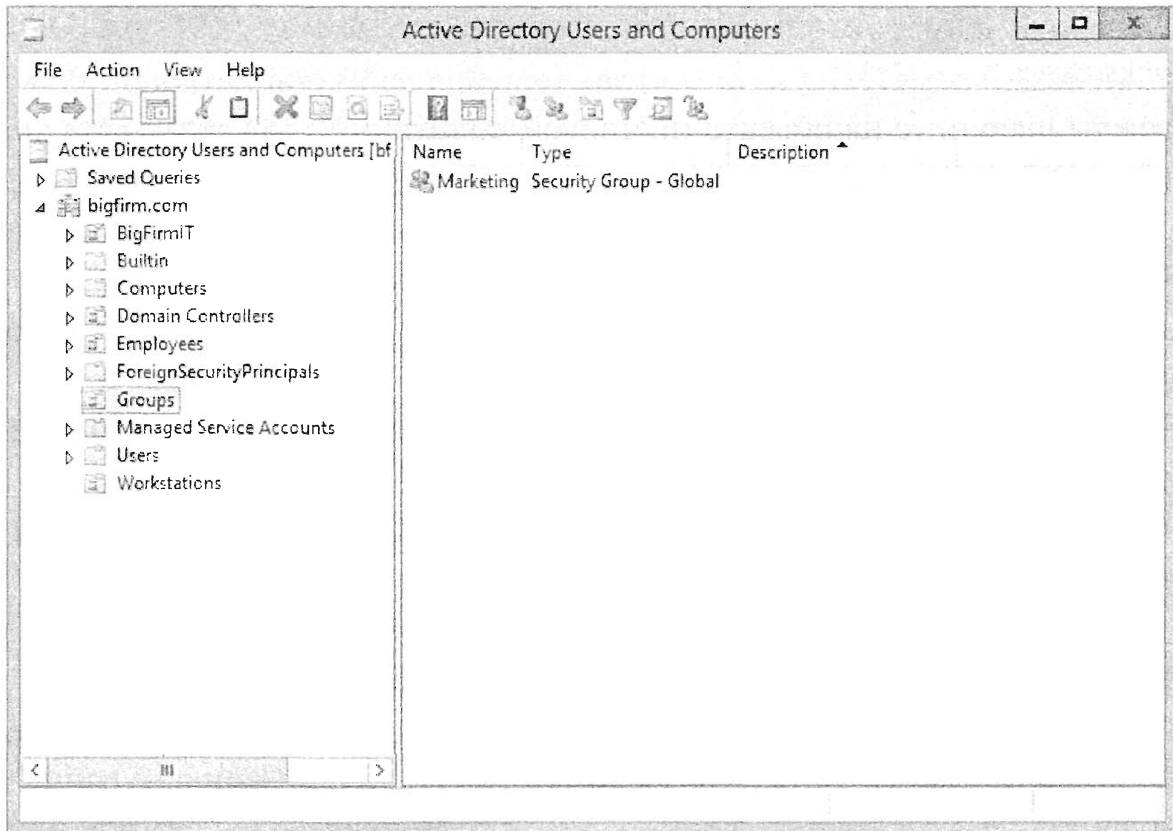 Active Directory Users and Computers
File Action View Help
Active Directory Users and Computers [bf
Saved Queries
bigfirm.com
BigFirmIT
Builtin
Computers
Domain Controllers
Employees
ForeignSecurityPrincipals
Groups
Managed Service Accounts
Users
Workstations
Name Type Description
Marketing Security Group - Global